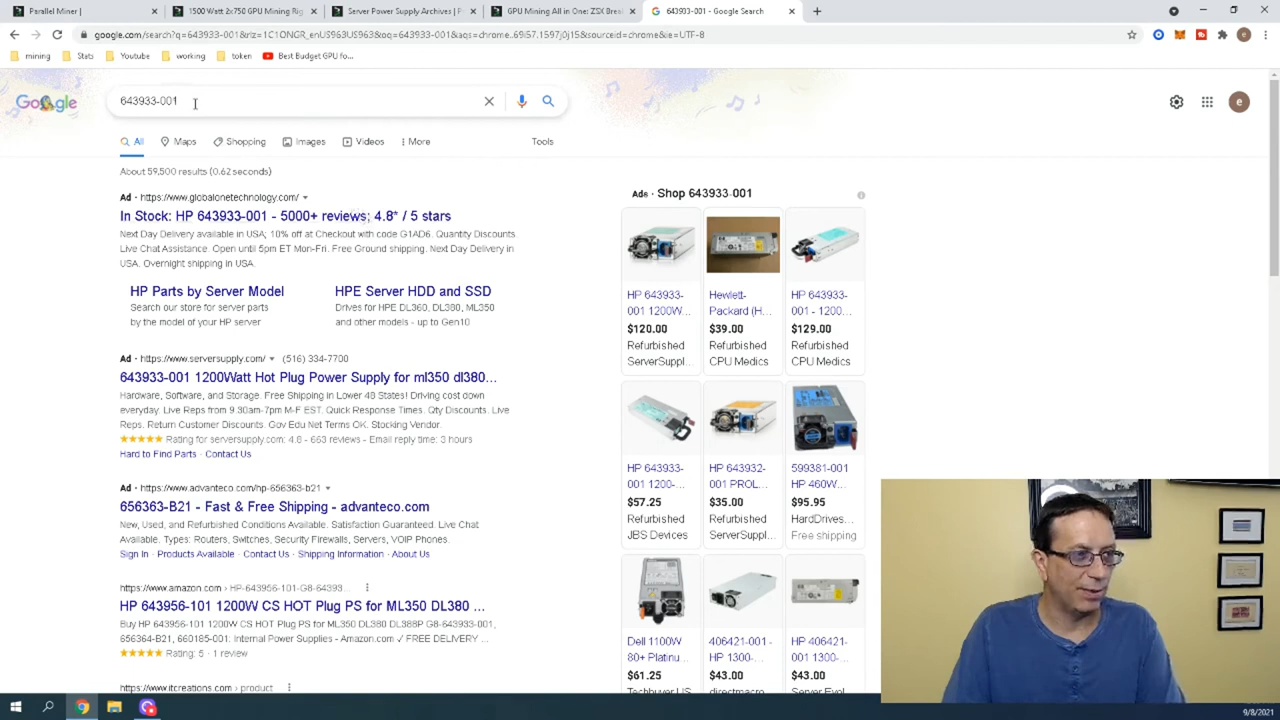 Parallel Miner |
1500 Watt 2x750 GPU Mining Rig
Server Power Supply Archives | P
GPU Mining All in One: ZSX Brea
643933-001 - Google Search
google.com/search?q=643933-001&rlz=1C1ONGR_enUS963US963&oq=643933-001&aqs=chrome..69i57.1597j0j15&sourceid=chrome&ie=UTF-8
e
mining
Stats
Youtube
working
token
Best Budget GPU fo...
Google
643933-001
e
All
Maps
Shopping
Images
Videos
More
Tools
About 59,500 results (0.62 seconds)
Ad · https://www.globalonetechnology.com/
In Stock: HP 643933-001 - 5000+ reviews; 4.8* / 5 stars
Next Day Delivery available in USA; 10% off at Checkout with code G1AD6. Quantity Discounts.
Live Chat Assistance. Open until 5pm ET Mon-Fri. Free Ground shipping. Next Day Delivery in
USA. Overnight shipping in USA.
HP Parts by Server Model
Search our store for server parts
by the model of your HP server
HPE Server HDD and SSD
Drives for HPE DL360, DL380, ML350
and other models - up to Gen10
Ad · https://www.serversupply.com/ (516) 334-7700
643933-001 1200Watt Hot Plug Power Supply for ml350 dl380...
Hardware, Software, and Storage. Free Shipping in Lower 48 States! Driving cost down
everyday. Live Reps from 9.30am-7pm M-F EST. Quick Response Times. Qty Discounts. Live
Reps. Return Customer Discounts. Gov Edu Net Terms OK. Stocking Vendor.
Rating for serversupply.com: 4.8 - 663 reviews - Email reply time: 3 hours
Hard to Find Parts · Contact Us
Ad · https://www.advanteco.com/hp-656363-b21
656363-B21 - Fast & Free Shipping - advanteco.com
New, Used, and Refurbished Conditions Available. Satisfaction Guaranteed. Live Chat
Available. Types: Routers, Switches, Security Firewalls, Servers, VOIP Phones.
Sign In · Products Available · Contact Us · Shipping Information · About Us
https://www.amazon.com › HP-643956-101-G8-64393...
HP 643956-101 1200W CS HOT Plug PS for ML350 DL380 ...
Buy HP 643956-101 1200W CS HOT Plug PS for ML350 DL380 DL388P G8-643933-001,
656364-B21, 660185-001: Internal Power Supplies - Amazon.com ✓ FREE DELIVERY ...
Rating: 5 · 1 review
https://www.itcreations.com › product
Ads · Shop 643933-001
HP 643933-
001 1200W...
$120.00
Refurbished
ServerSuppl...
Hewlett-
Packard (H...
$39.00
Refurbished
CPU Medics
HP 643933-
001 - 1200...
$129.00
Refurbished
CPU Medics
HP 643933-
001 1200-...
$57.25
Refurbished
JBS Devices
HP 643932-
001 PROL...
$35.00
Refurbished
ServerSuppl...
599381-001
HP 460W...
$95.95
HardDrives...
Free shipping
Dell 1100W
80+ Platinu...
$61.25
Techbuyer US
406421-001 -
HP 1300-...
$43.00
directmacro
HP 406421-
001 1300-...
$43.00
Server Evol
9/8/2021